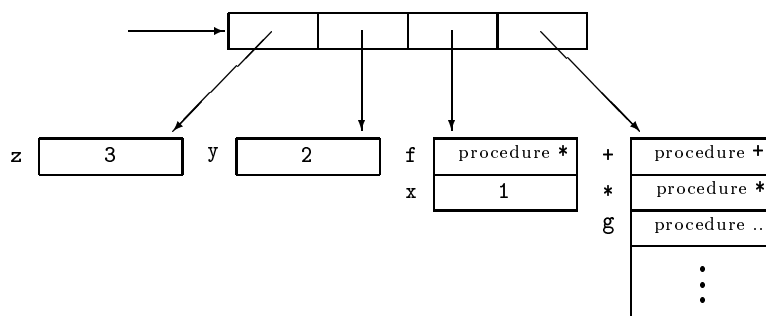 z 3 y 2 f procedure * + procedure +
x 1 * procedure *
g procedure ..